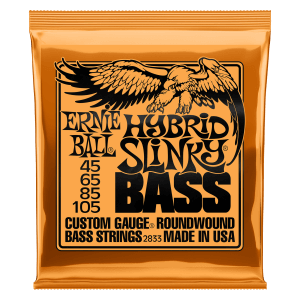 ERNIE BALL
HYBRID SLINKY
BASS
45
65
85
105
CUSTOM GAUGE® ROUNDWOUND
BASS STRINGS 2833 MADE IN USA